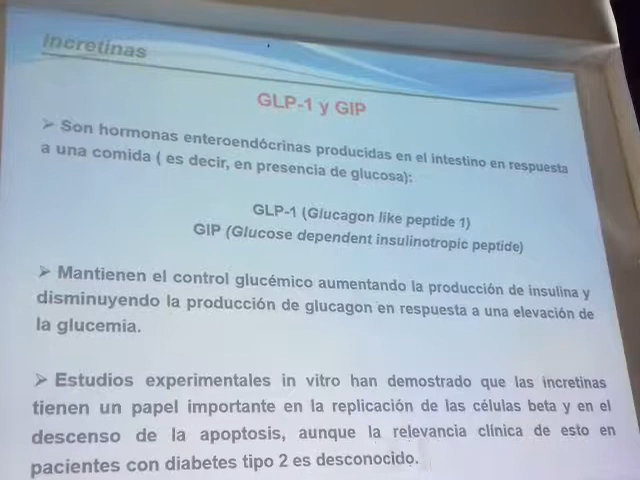 Incretinas
GLP-1 y GIP
➢ Son hormonas enteroendócrinas producidas en el intestino en respuesta
a una comida ( es decir, en presencia de glucosa):
GLP-1 (Glucagon like peptide 1)
GIP (Glucose dependent insulinotropic peptide)
➢ Mantienen el control glucémico aumentando la producción de insulina y
disminuyendo la producción de glucagon en respuesta a una elevación de
la glucemia.
➢ Estudios experimentales in vitro han demostrado que las incretinas
tienen un papel importante en la replicación de las células beta y en el
descenso de la apoptosis, aunque la relevancia clínica de esto en
pacientes con diabetes tipo 2 es desconocido.